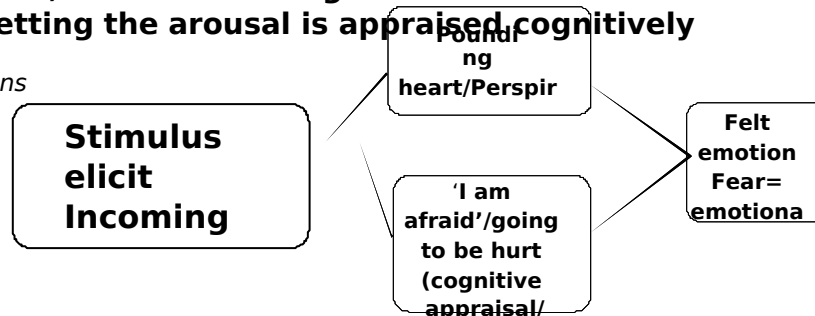 etting the arousal is appraised cognitively
ns
Poundi
ng
heart/Perspir
Stimulus
elicit
Incoming
‘I am
afraid’/going
to be hurt
(cognitive
appraisal/
Felt
emotion
Fear=
emotiona